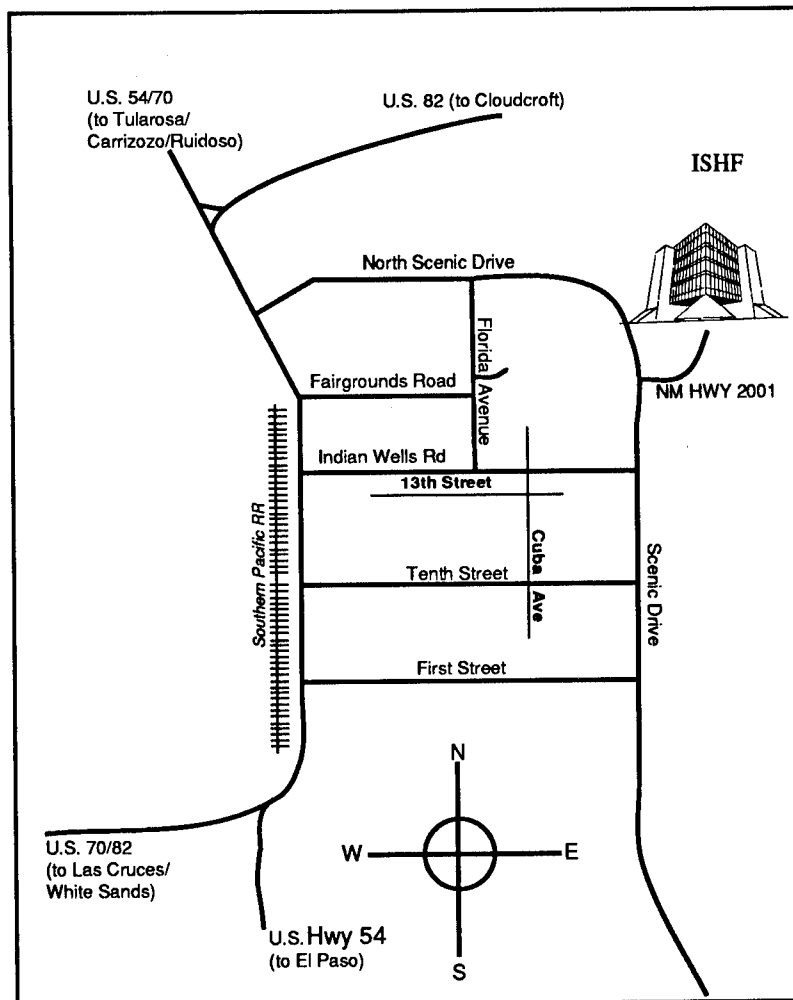 U.S. 54/70
(to Tularosa/
Carrizozo/Ruidoso)
U.S. 82 (to Cloudcroft)
ISHF
North Scenic Drive
Florida Avenue
Fairgrounds Road
NM HWY 2001
Indian Wells Rd
13th Street
Southern Pacific RR
Cuba Ave
Scenic Drive
Tenth Street
First Street
N
W
E
S
U.S. 70/82
(to Las Cruces/
White Sands)
U.S. Hwy 54
(to El Paso)